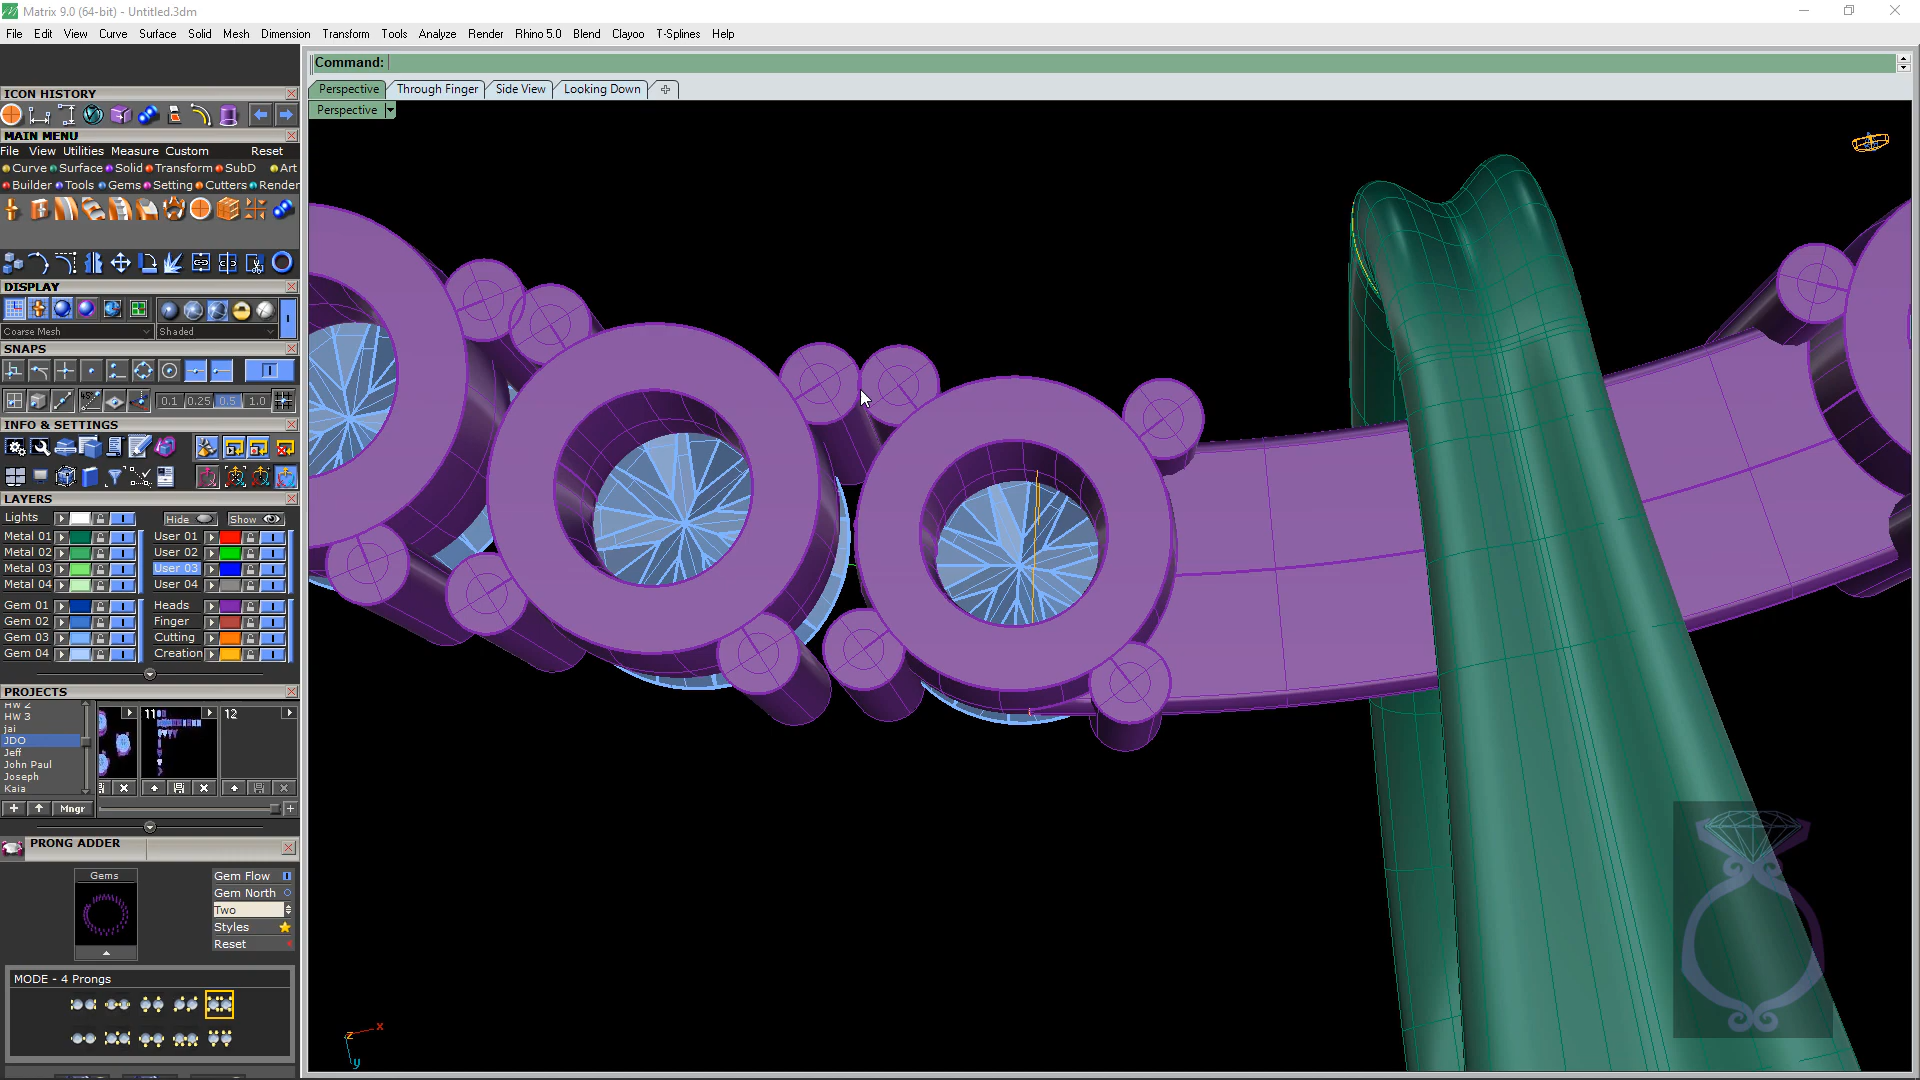 Matrix 9.0 (64-bit) - Untitled.3dm
File Edit View Curve Surface Solid Mesh Dimension Transform Tools Analyze Render Rhino 5.0 Blend Clayoo T-Splines Help
Command:
Perspective Through Finger Side View Looking Down
Perspective
ICON HISTORY
MAIN MENU
File View Utilities Measure Custom Reset
Curve Surface Solid Transform SubD Art
Builder Tools Gems Setting Cutters Render
DISPLAY
Coarse Mesh Shaded
SNAPS
0.1 0.25 0.5 1.0
INFO & SETTINGS
LAYERS
Lights Hide Show
Metal 01 User 01
Metal 02 User 02
Metal 03 User 03
Metal 04 User 04
Gem 01 Heads
Gem 02 Finger
Gem 03 Cutting
Gem 04 Creation
PROJECTS
HW 2
HW 3
jai
JDO
Jeff
John Paul
Joseph
Kaia
11 12
Mngr
PRONG ADDER
Gems
Gem Flow
Gem North
Two
Styles
Reset
MODE - 4 Prongs
z x
y